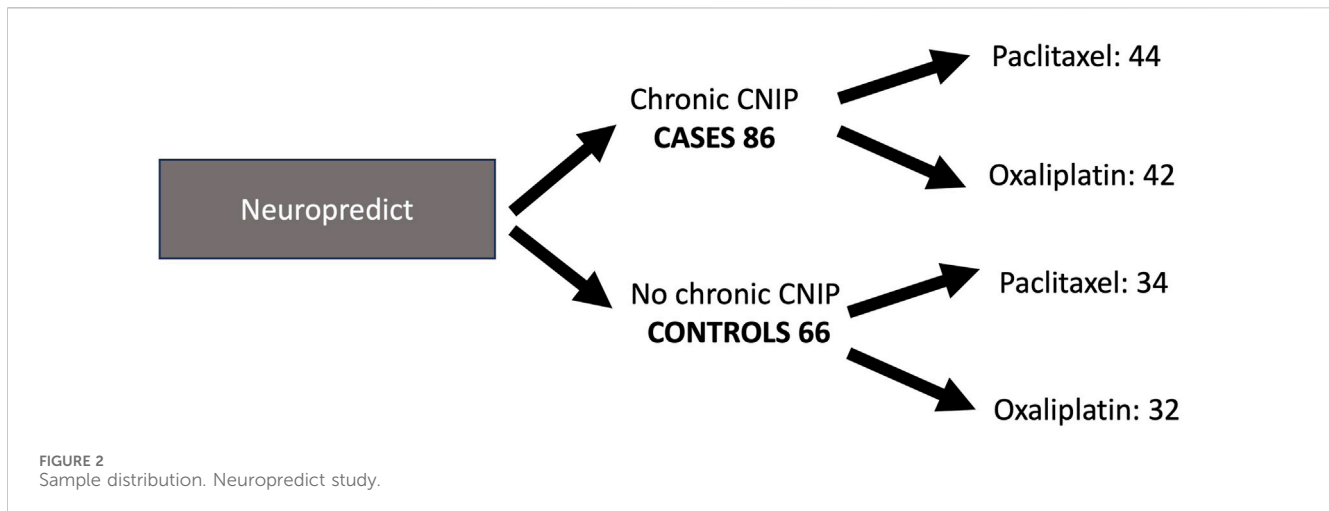 Neuropredict
Chronic CNIP
CASES 86
Paclitaxel: 44
Oxaliplatin: 42
No chronic CNIP
CONTROLS 66
Paclitaxel: 34
Oxaliplatin: 32
FIGURE 2
Sample distribution. Neuropredict study.